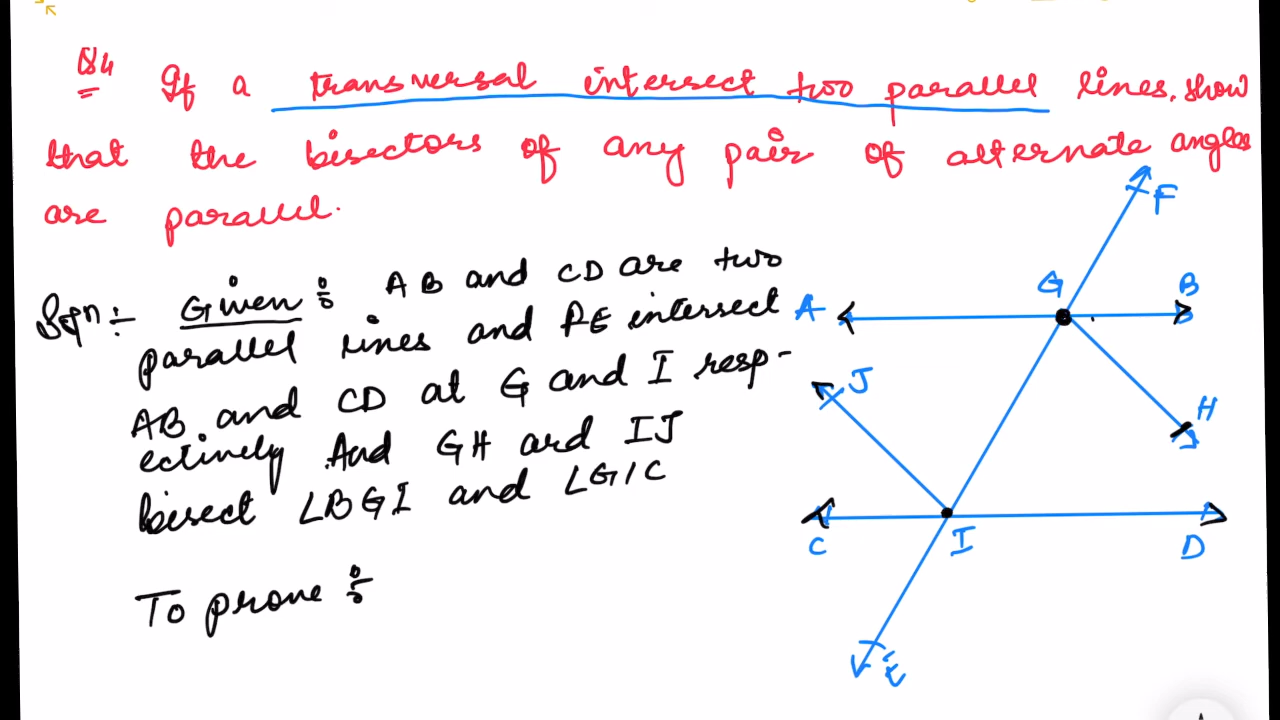 Q4 If a transversal intersect two parallel lines, show
that the bisectors of any pair of alternate angles
are parallel.
Soln:- Given : AB and CD are two
parallel lines and FE intersect
AB and CD at G and I resp-
ectively. And GH and IJ
bisect ∠BGI and ∠GIC
To prove :
F
G
A
B
J
H
C
I
D
E